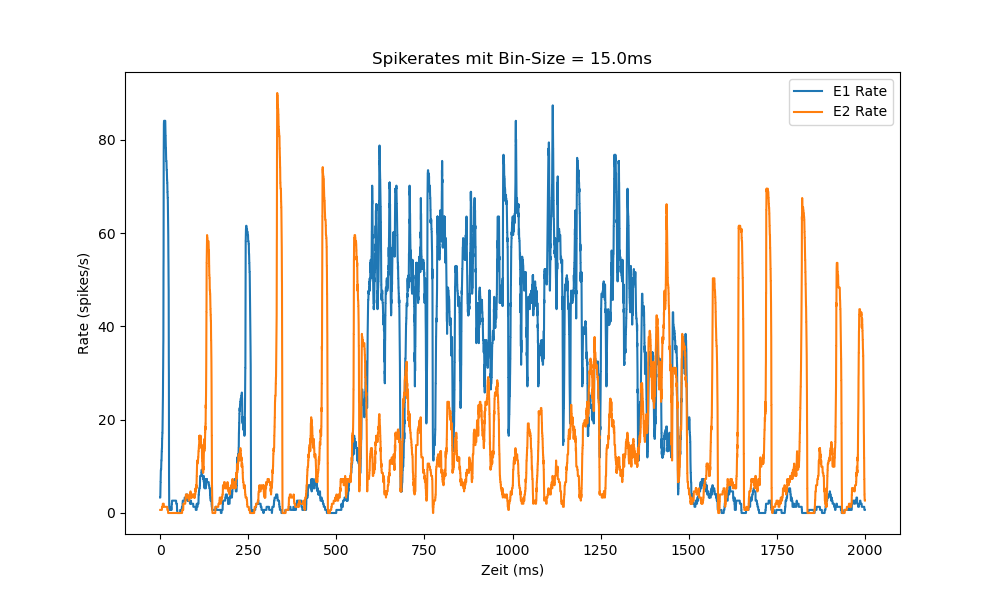 Spikerates mit Bin-Size = 15.0ms
E1 Rate
E2 Rate
Rate (spikes/s)
80
60
40
20
0
0 250 500 750 1000 1250 1500 1750 2000
Zeit (ms)